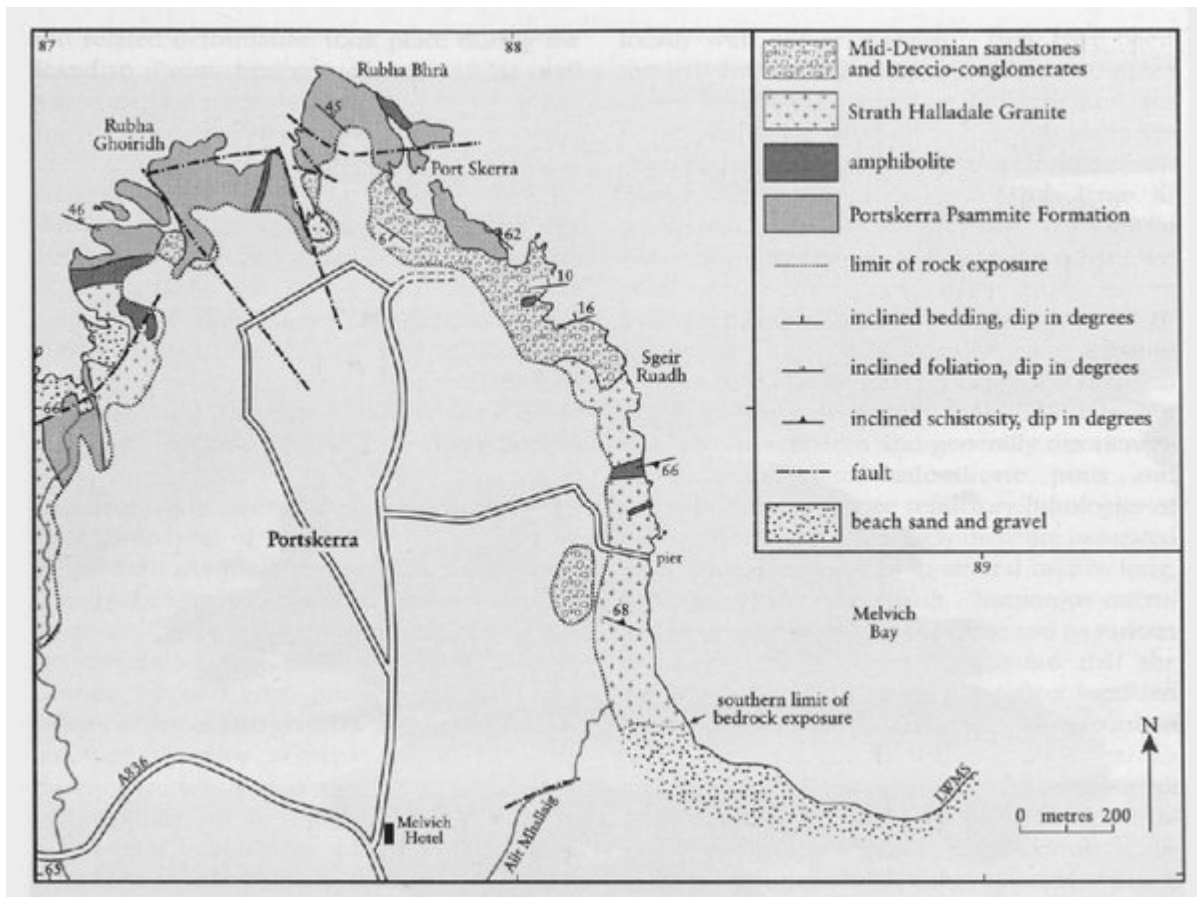 87
88
Rubha Bhrà
45
Rubha
Ghoiridh
Port Skerra
46
6
62
10
16
Sgeir
Ruadh
66
66
Portskerra
pier
68
Melvich
Bay
89
southern limit of
bedrock exposure
A836
Melvich
Hotel
LWMS
N
0 metres 200
65
Mid-Devonian sandstones
and breccio-conglomerates
Strath Halladale Granite
amphibolite
Portskerra Psammite Formation
limit of rock exposure
inclined bedding, dip in degrees
inclined foliation, dip in degrees
inclined schistosity, dip in degrees
fault
beach sand and gravel